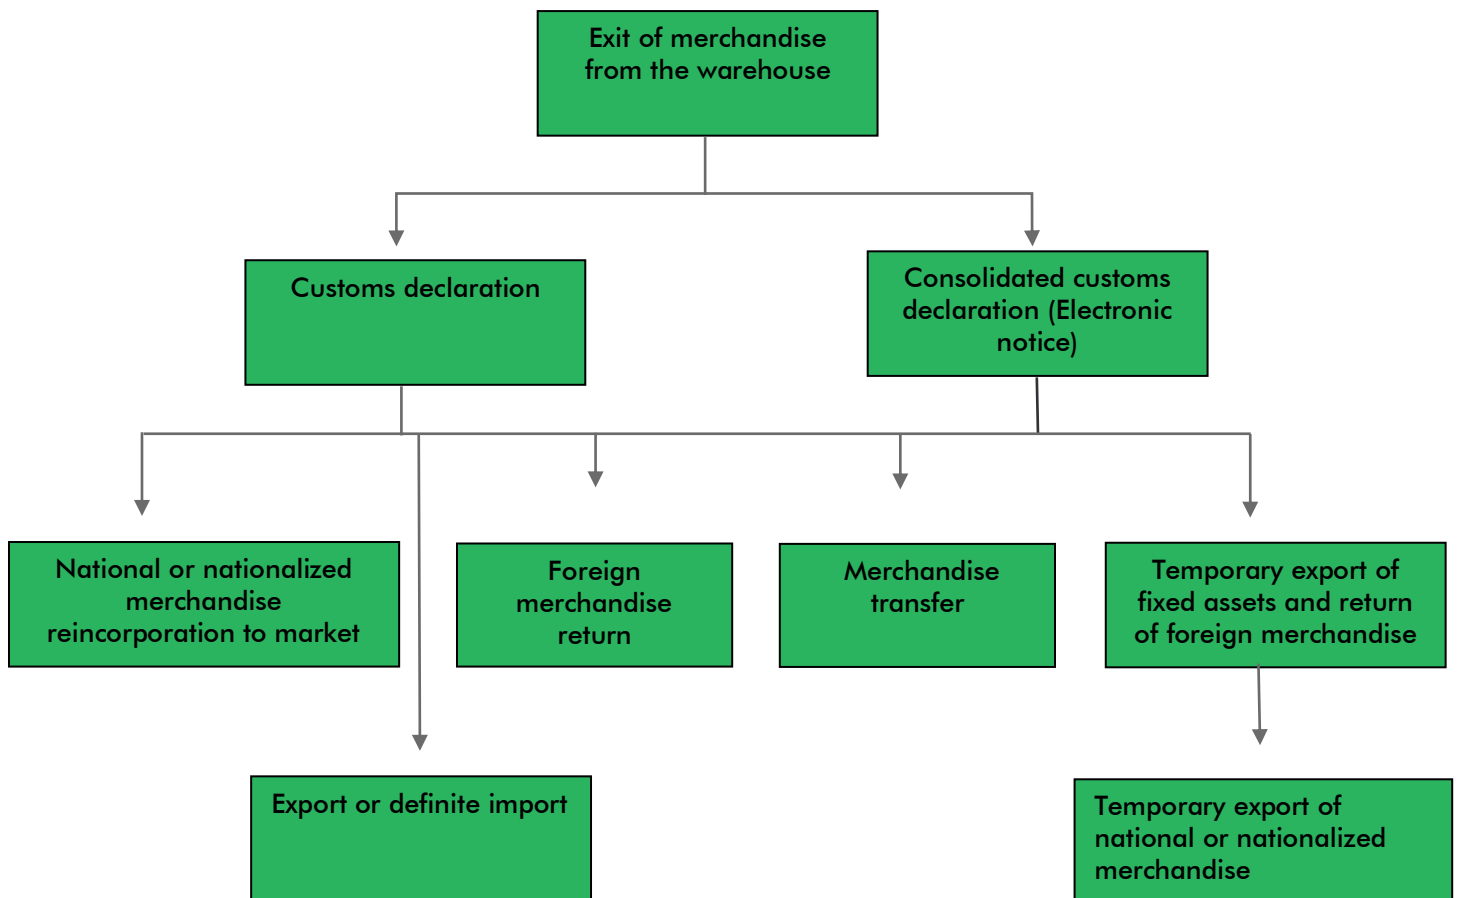 Exit of merchandise
from the warehouse
Customs declaration
Consolidated customs
declaration (Electronic
notice)
National or nationalized
merchandise
reincorporation to market
Foreign
merchandise
return
Merchandise
transfer
Temporary export of
fixed assets and return
of foreign merchandise
Export or definite import
Temporary export of
national or nationalized
merchandise